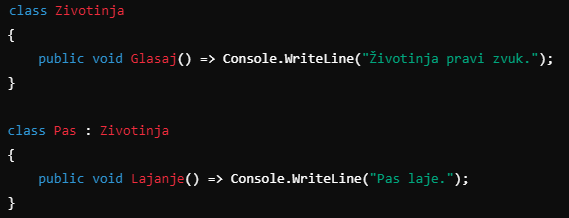 class Zivotinja
{
    public void Glasaj() => Console.WriteLine("Životinja pravi zvuk.");
}

class Pas : Zivotinja
{
    public void Lajanje() => Console.WriteLine("Pas laje.");
}